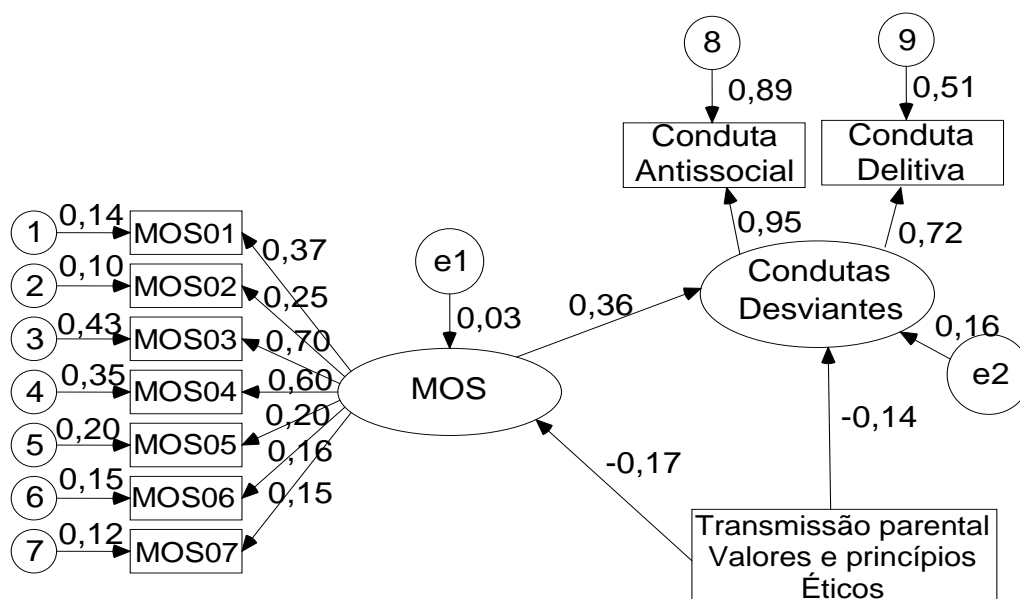 8
9
0,89
0,51
Conduta
Antissocial
Conduta
Delitiva
0,95
0,72
1
0,14
MOS01
0,37
2
0,10
MOS02
0,25
3
0,43
MOS03
0,70
4
0,35
MOS04
0,60
5
0,20
MOS05
0,20
6
0,15
MOS06
0,16
7
0,12
MOS07
0,15
e1
0,03
MOS
0,36
Condutas
Desviantes
0,16
e2
-0,14
-0,17
Transmissão parental
Valores e princípios
Éticos